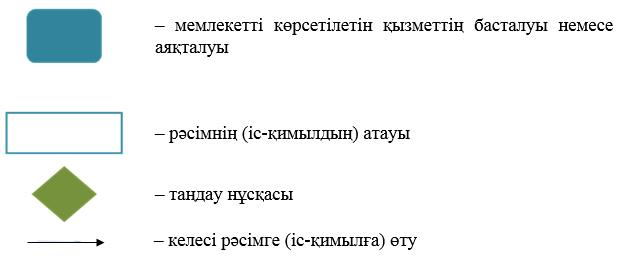 – мемлекетті көрсетілетін қызметтің басталуы немесе
аяқталуы
– рәсімнің (іс-қимылдың) атауы
– таңдау нұсқасы
– келесі рәсімге (іс-қимылға) өту